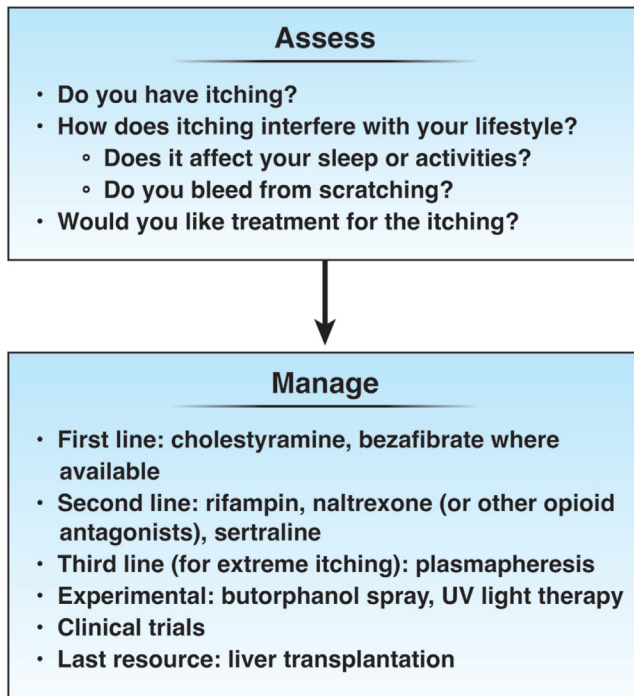 Assess
• Do you have itching?
• How does itching interfere with your lifestyle?
∘ Does it affect your sleep or activities?
∘ Do you bleed from scratching?
• Would you like treatment for the itching?
Manage
• First line: cholestyramine, bezafibrate where
available
• Second line: rifampin, naltrexone (or other opioid
antagonists), sertraline
• Third line (for extreme itching): plasmapheresis
• Experimental: butorphanol spray, UV light therapy
• Clinical trials
• Last resource: liver transplantation